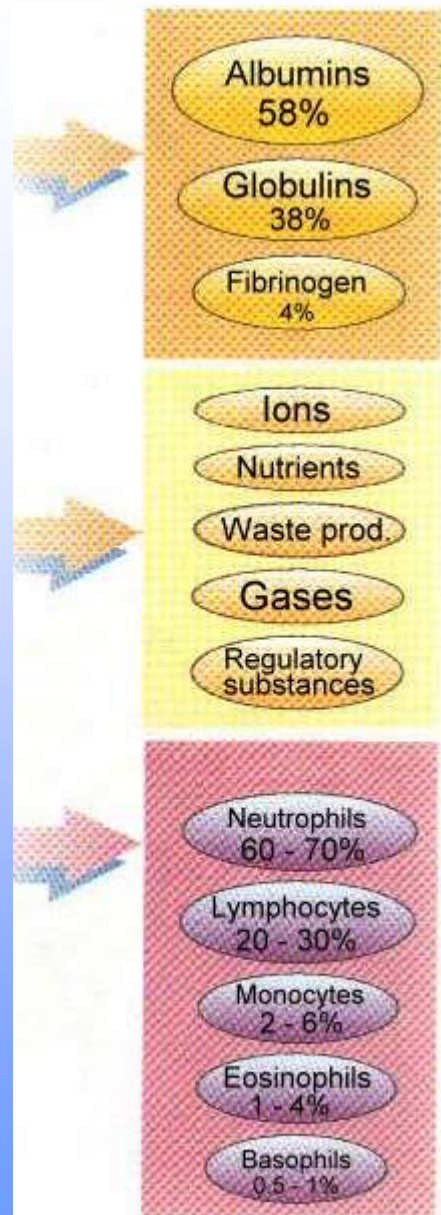 Albumins
58%
Globulins
38%
Fibrinogen
4%
Ions
Nutrients
Waste prod.
Gases
Regulatory
substances
Neutrophils
60 - 70%
Lymphocytes
20 - 30%
Monocytes
2 - 6%
Eosinophils
1 - 4%
Basophils
0.5 - 1%